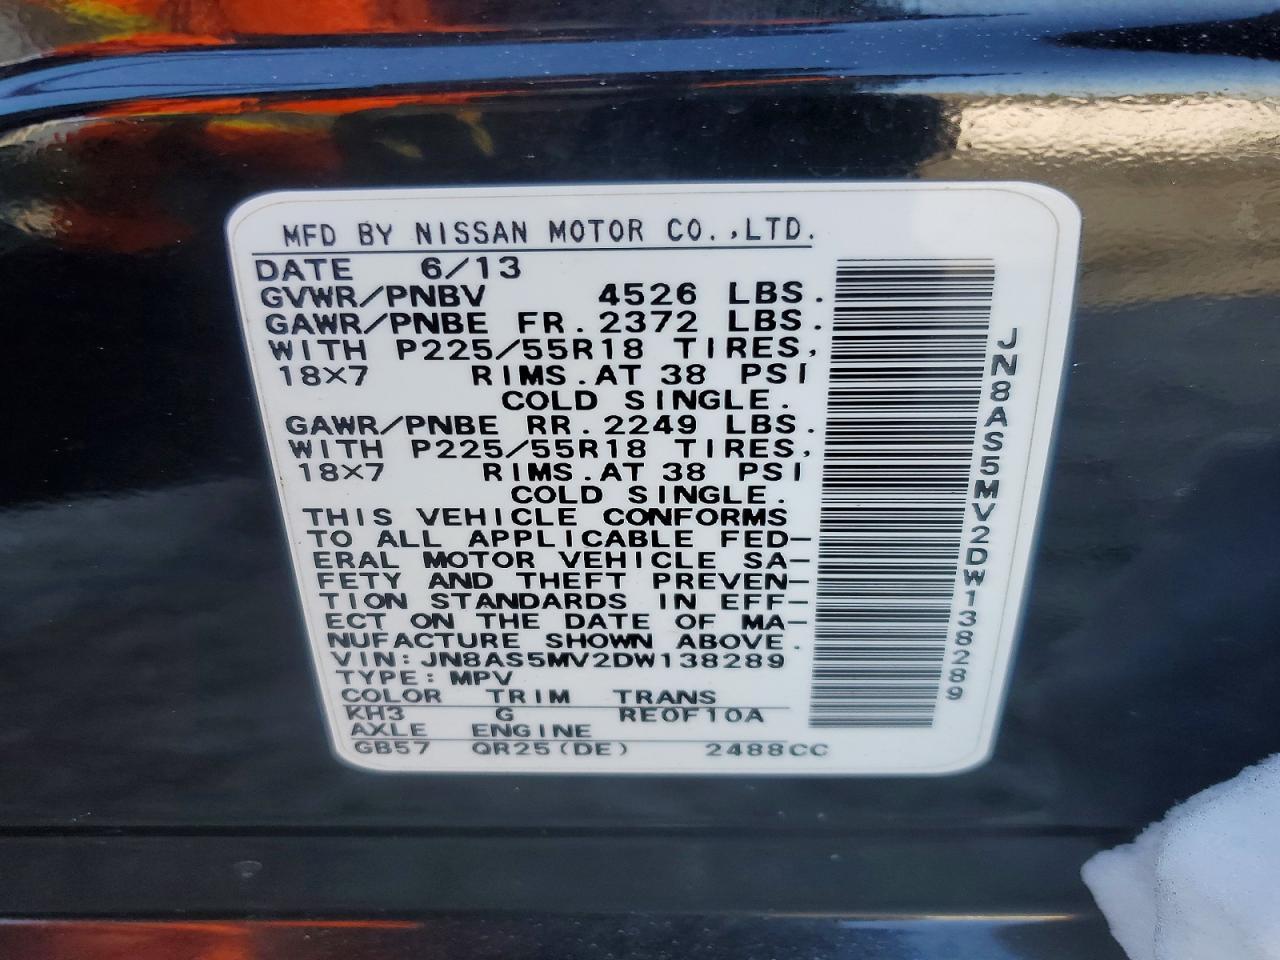 MFD BY NISSAN MOTOR CO.,LTD.
DATE 6/13
GVWR/PNBV 4526 LBS.
GAWR/PNBE FR.2372 LBS.
WITH P225/55R18 TIRES,
18X7 RIMS.AT 38 PSI
COLD SINGLE.
GAWR/PNBE RR.2249 LBS.
WITH P225/55R18 TIRES,
18X7 RIMS.AT 38 PSI
COLD SINGLE.
THIS VEHICLE CONFORMS
TO ALL APPLICABLE FED-
ERAL MOTOR VEHICLE SA-
FETY AND THEFT PREVEN-
TION STANDARDS IN EFF-
ECT ON THE DATE OF MA-
NUFACTURE SHOWN ABOVE.
VIN:JN8AS5MV2DW138289
TYPE:MPV
COLOR TRIM TRANS
KH3 G RE0F10A
AXLE ENGINE
GB57 QR25(DE) 2488CC
JN8AS5MV2DW138289